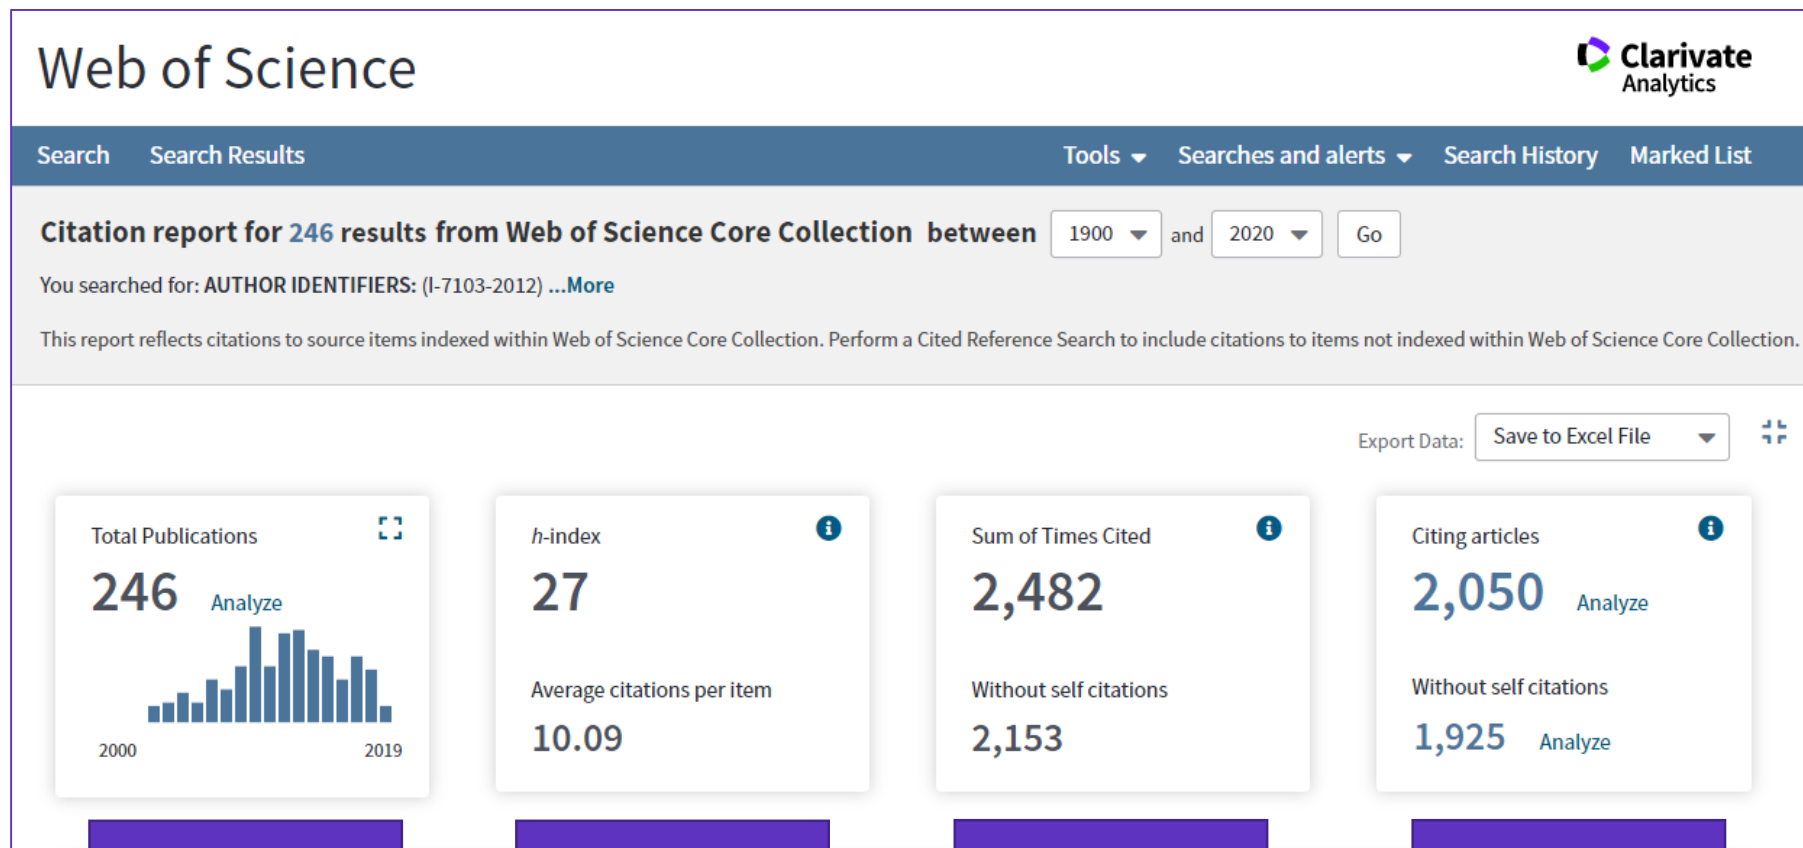 Web of Science
Clarivate
Analytics
Search Search Results Tools Searches and alerts Search History Marked List
Citation report for 246 results from Web of Science Core Collection between 1900 and 2020 Go
You searched for: AUTHOR IDENTIFIERS: (I-7103-2012) ...More
This report reflects citations to source items indexed within Web of Science Core Collection. Perform a Cited Reference Search to include citations to items not indexed within Web of Science Core Collection.
Export Data: Save to Excel File
Total Publications
246 Analyze
2000 2019
h-index
27
Average citations per item
10.09
Sum of Times Cited
2,482
Without self citations
2,153
Citing articles
2,050 Analyze
Without self citations
1,925 Analyze